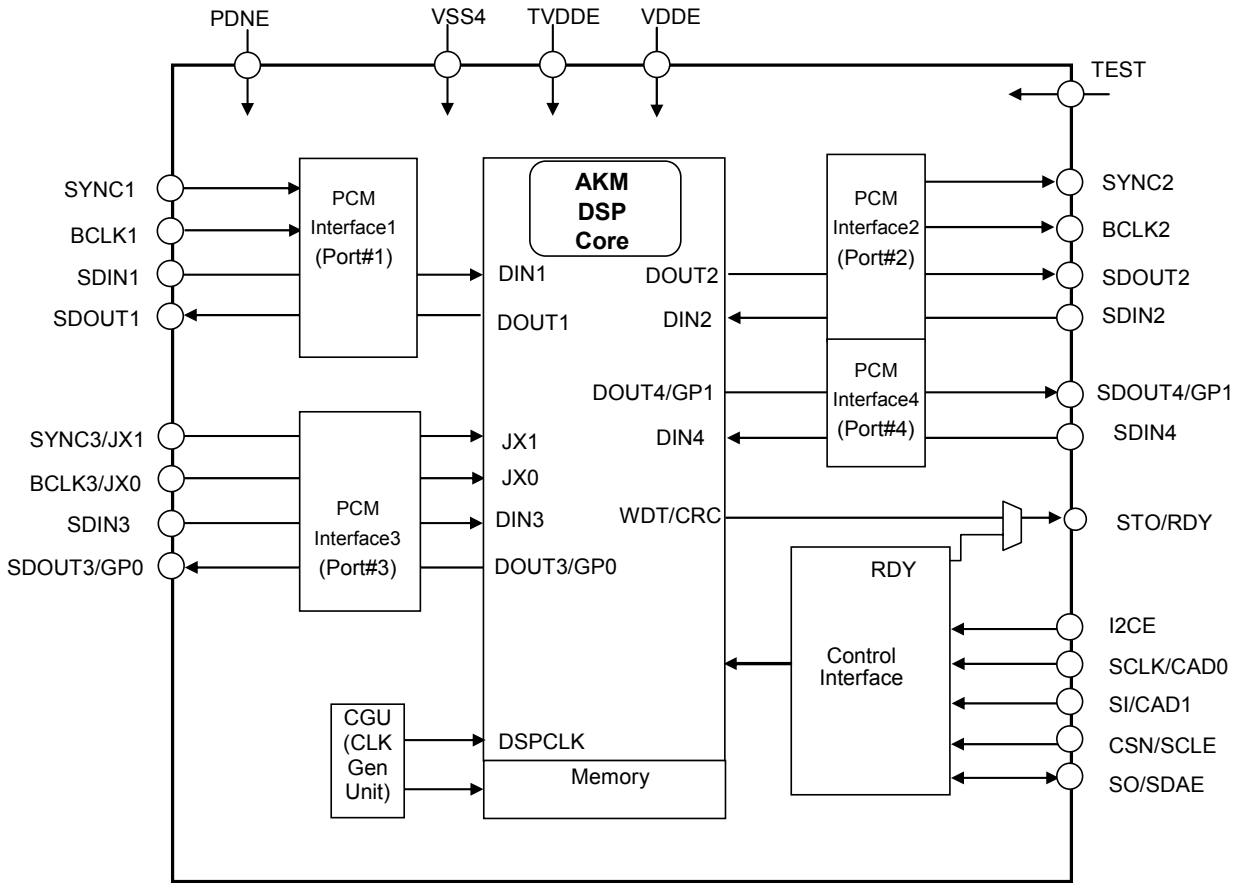 PDNE
VSS4
TVDDE
VDDE
TEST
SYNC1
BCLK1
SDIN1
SDOUT1
PCM
Interface1
(Port#1)
AKM
DSP
Core
DIN1
DOUT1
DOUT2
DIN2
PCM
Interface2
(Port#2)
SYNC2
BCLK2
SDOUT2
SDIN2
SYNC3/JX1
BCLK3/JX0
SDIN3
SDOUT3/GP0
PCM
Interface3
(Port#3)
JX1
JX0
DIN3
DOUT3/GP0
DOUT4/GP1
DIN4
WDT/CRC
PCM
Interface4
(Port#4)
SDOUT4/GP1
SDIN4
STO/RDY
RDY
Control
Interface
I2CE
SCLK/CAD0
SI/CAD1
CSN/SCLE
SO/SDAE
CGU
(CLK
Gen
Unit)
DSPCLK
Memory